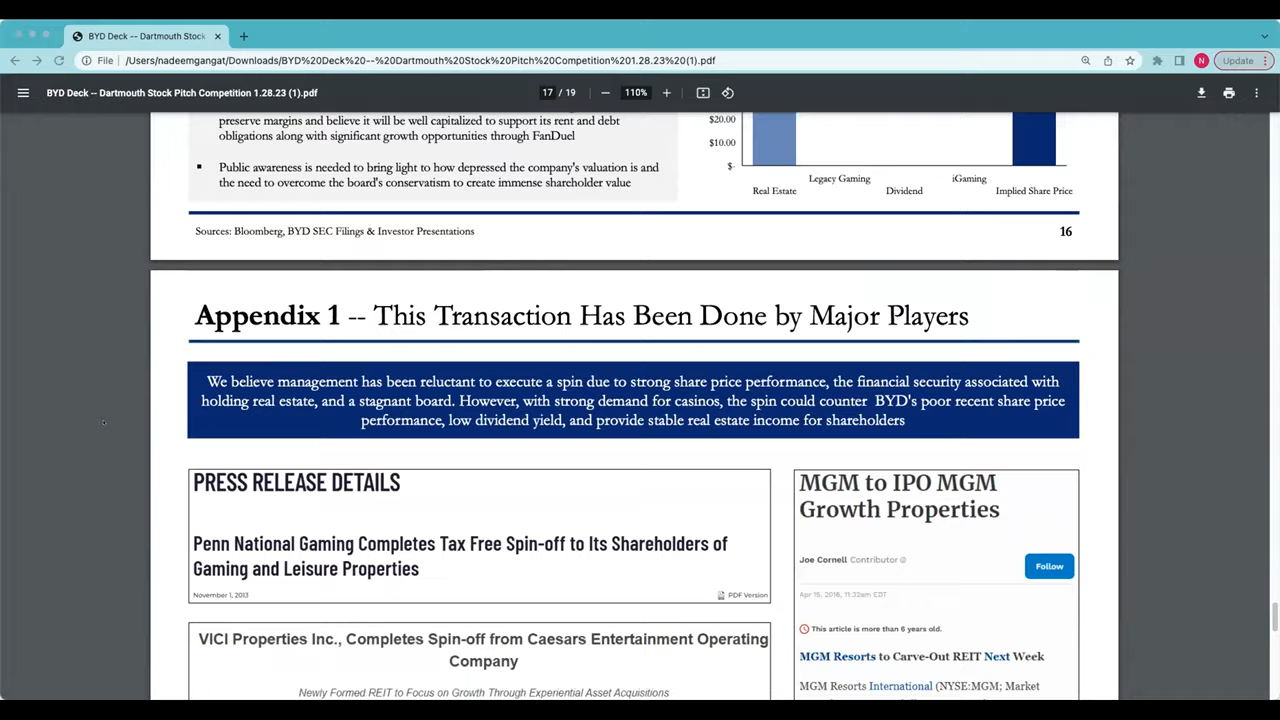 BYD Deck -- Dartmouth Stock
File
/Users/nadeemgangat/Downloads/BYD%20Deck%20--%20Dartmouth%20Stock%20Pitch%20Competition%201.28.23%20(1).pdf
N
Update
BYD Deck -- Dartmouth Stock Pitch Competition 1.28.23 (1).pdf
17 / 19
110%
preserve margins and believe it will be well capitalized to support its rent and debt
obligations along with significant growth opportunities through FanDuel
▪ Public awareness is needed to bring light to how depressed the company's valuation is and
the need to overcome the board's conservatism to create immense shareholder value
$20.00
$10.00
$-
Real Estate
Legacy Gaming
Dividend
iGaming
Implied Share Price
Sources: Bloomberg, BYD SEC Filings & Investor Presentations
16
Appendix 1 -- This Transaction Has Been Done by Major Players
We believe management has been reluctant to execute a spin due to strong share price performance, the financial security associated with
holding real estate, and a stagnant board. However, with strong demand for casinos, the spin could counter BYD's poor recent share price
performance, low dividend yield, and provide stable real estate income for shareholders
PRESS RELEASE DETAILS
Penn National Gaming Completes Tax Free Spin-off to Its Shareholders of
Gaming and Leisure Properties
November 1, 2013
PDF Version
VICI Properties Inc., Completes Spin-off from Caesars Entertainment Operating
Company
Newly Formed REIT to Focus on Growth Through Experiential Asset Acquisitions
MGM to IPO MGM
Growth Properties
Joe Cornell Contributor
Follow
Apr 15, 2016, 11:32am EDT
This article is more than 6 years old.
MGM Resorts to Carve-Out REIT Next Week
MGM Resorts International (NYSE:MGM; Market